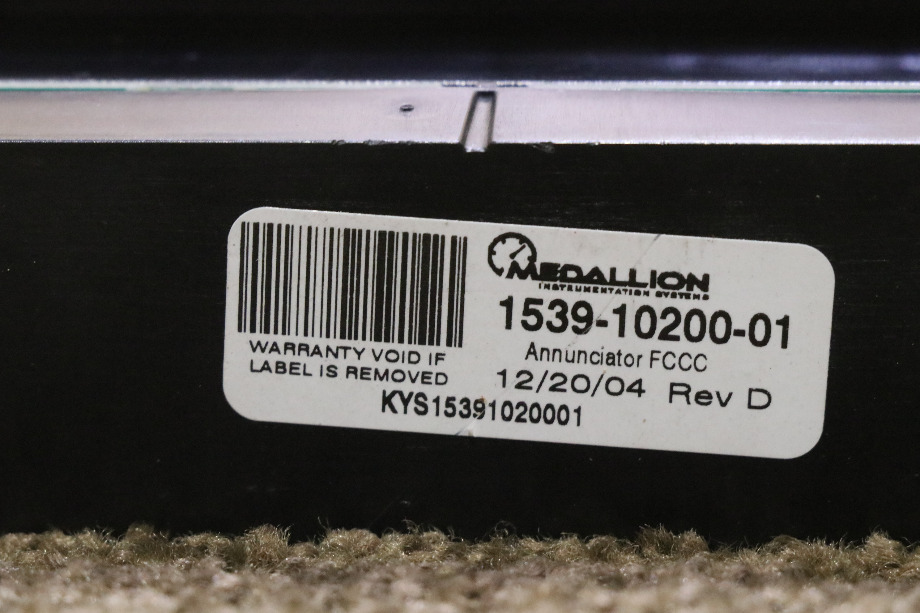 MEDALLION
INSTRUMENTATION SYSTEMS
1539-10200-01
Annunciator FCCC
12/20/04 Rev D
WARRANTY VOID IF
LABEL IS REMOVED
KYS15391020001